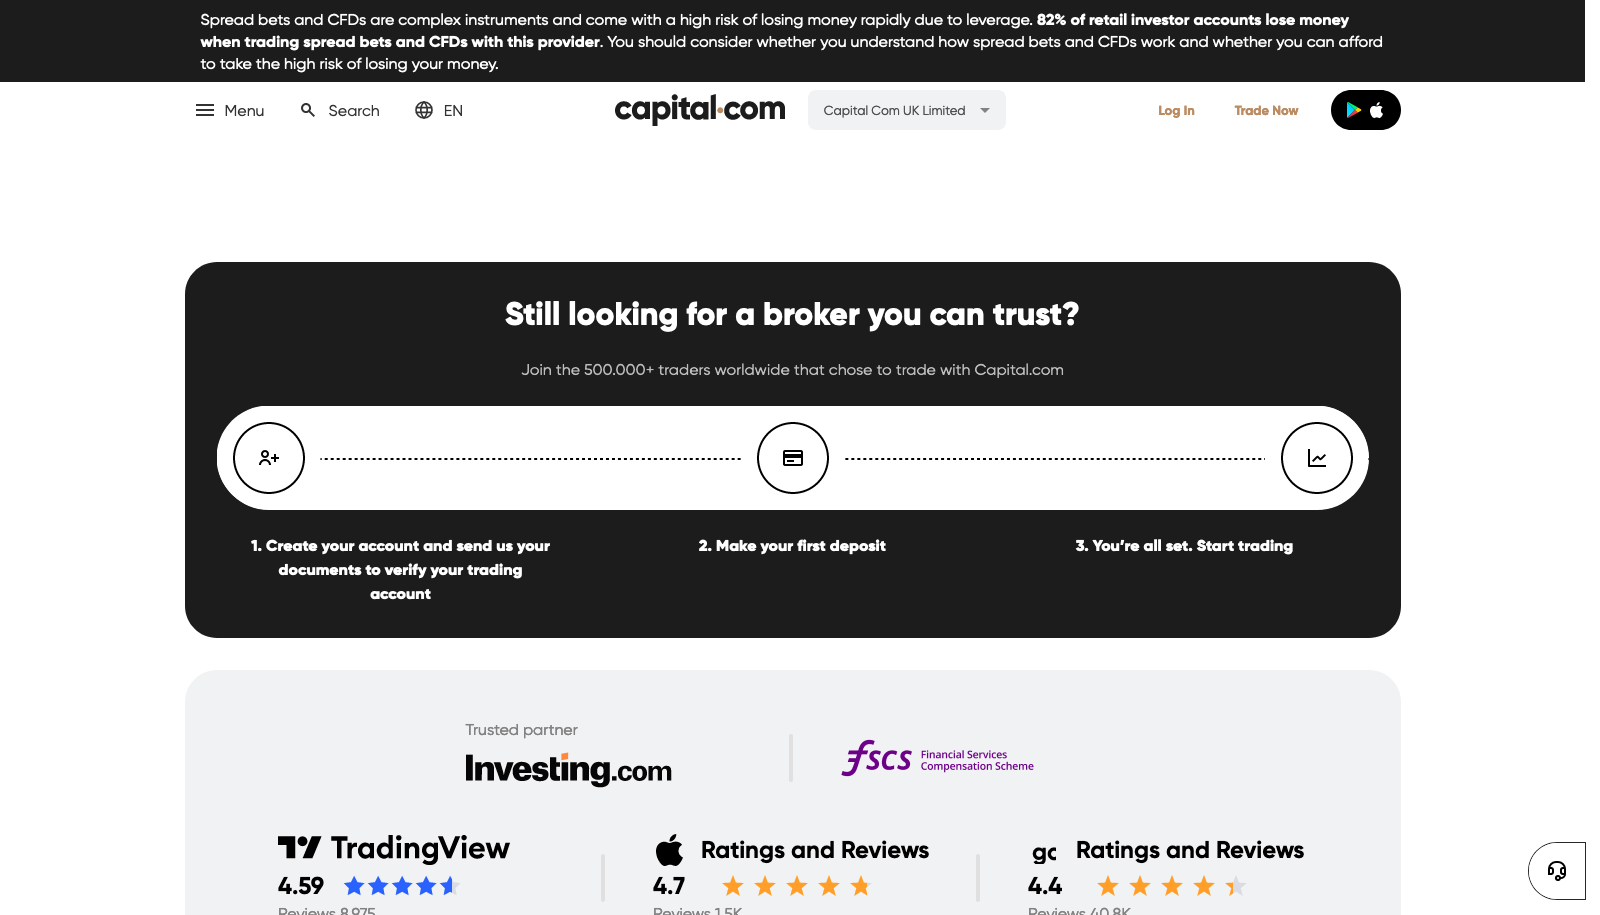 Spread bets and CFDs are complex instruments and come with a high risk of losing money rapidly due to leverage. 82% of retail investor accounts lose money
when trading spread bets and CFDs with this provider. You should consider whether you understand how spread bets and CFDs work and whether you can afford
to take the high risk of losing your money.
Menu Search EN capital.com Capital Com UK Limited Log In Trade Now
Still looking for a broker you can trust?
Join the 500.000+ traders worldwide that chose to trade with Capital.com
1. Create your account and send us your
documents to verify your trading
account
2. Make your first deposit
3. You’re all set. Start trading
Trusted partner
Investing.com
fscs Financial Services
Compensation Scheme
TradingView
4.59
Reviews 8,975
Ratings and Reviews
4.7
Reviews 1.5K
Ratings and Reviews
4.4
Reviews 40.8K